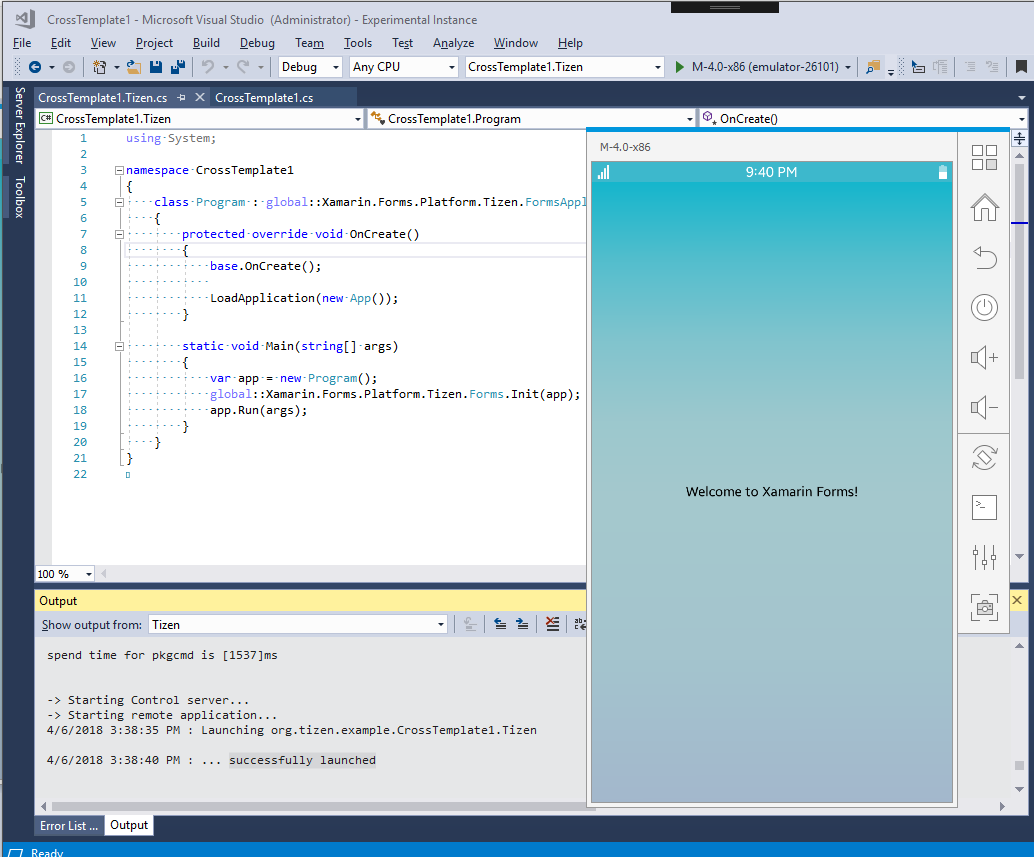 CrossTemplate1 - Microsoft Visual Studio (Administrator) - Experimental Instance
File Edit View Project Build Debug Team Tools Test Analyze Window Help
Debug Any CPU CrossTemplate1.Tizen M-4.0-x86 (emulator-26101)
Server Explorer
Toolbox
CrossTemplate1.Tizen.cs CrossTemplate1.cs
C# CrossTemplate1.Tizen CrossTemplate1.Program OnCreate()
1 using System;
2
3 namespace CrossTemplate1
4 {
5 class Program : global::Xamarin.Forms.Platform.Tizen.FormsAppl
6 {
7 protected override void OnCreate()
8 {
9 base.OnCreate();
10
11 LoadApplication(new App());
12 }
13
14 static void Main(string[] args)
15 {
16 var app = new Program();
17 global::Xamarin.Forms.Platform.Tizen.Forms.Init(app);
18 app.Run(args);
19 }
20 }
21 }
22
100 %
M-4.0-x86
9:40 PM
Welcome to Xamarin Forms!
Output
Show output from: Tizen
spend time for pkgcmd is [1537]ms
-> Starting Control server...
-> Starting remote application...
4/6/2018 3:38:35 PM : Launching org.tizen.example.CrossTemplate1.Tizen
4/6/2018 3:38:40 PM : ... successfully launched
Error List ... Output
Ready